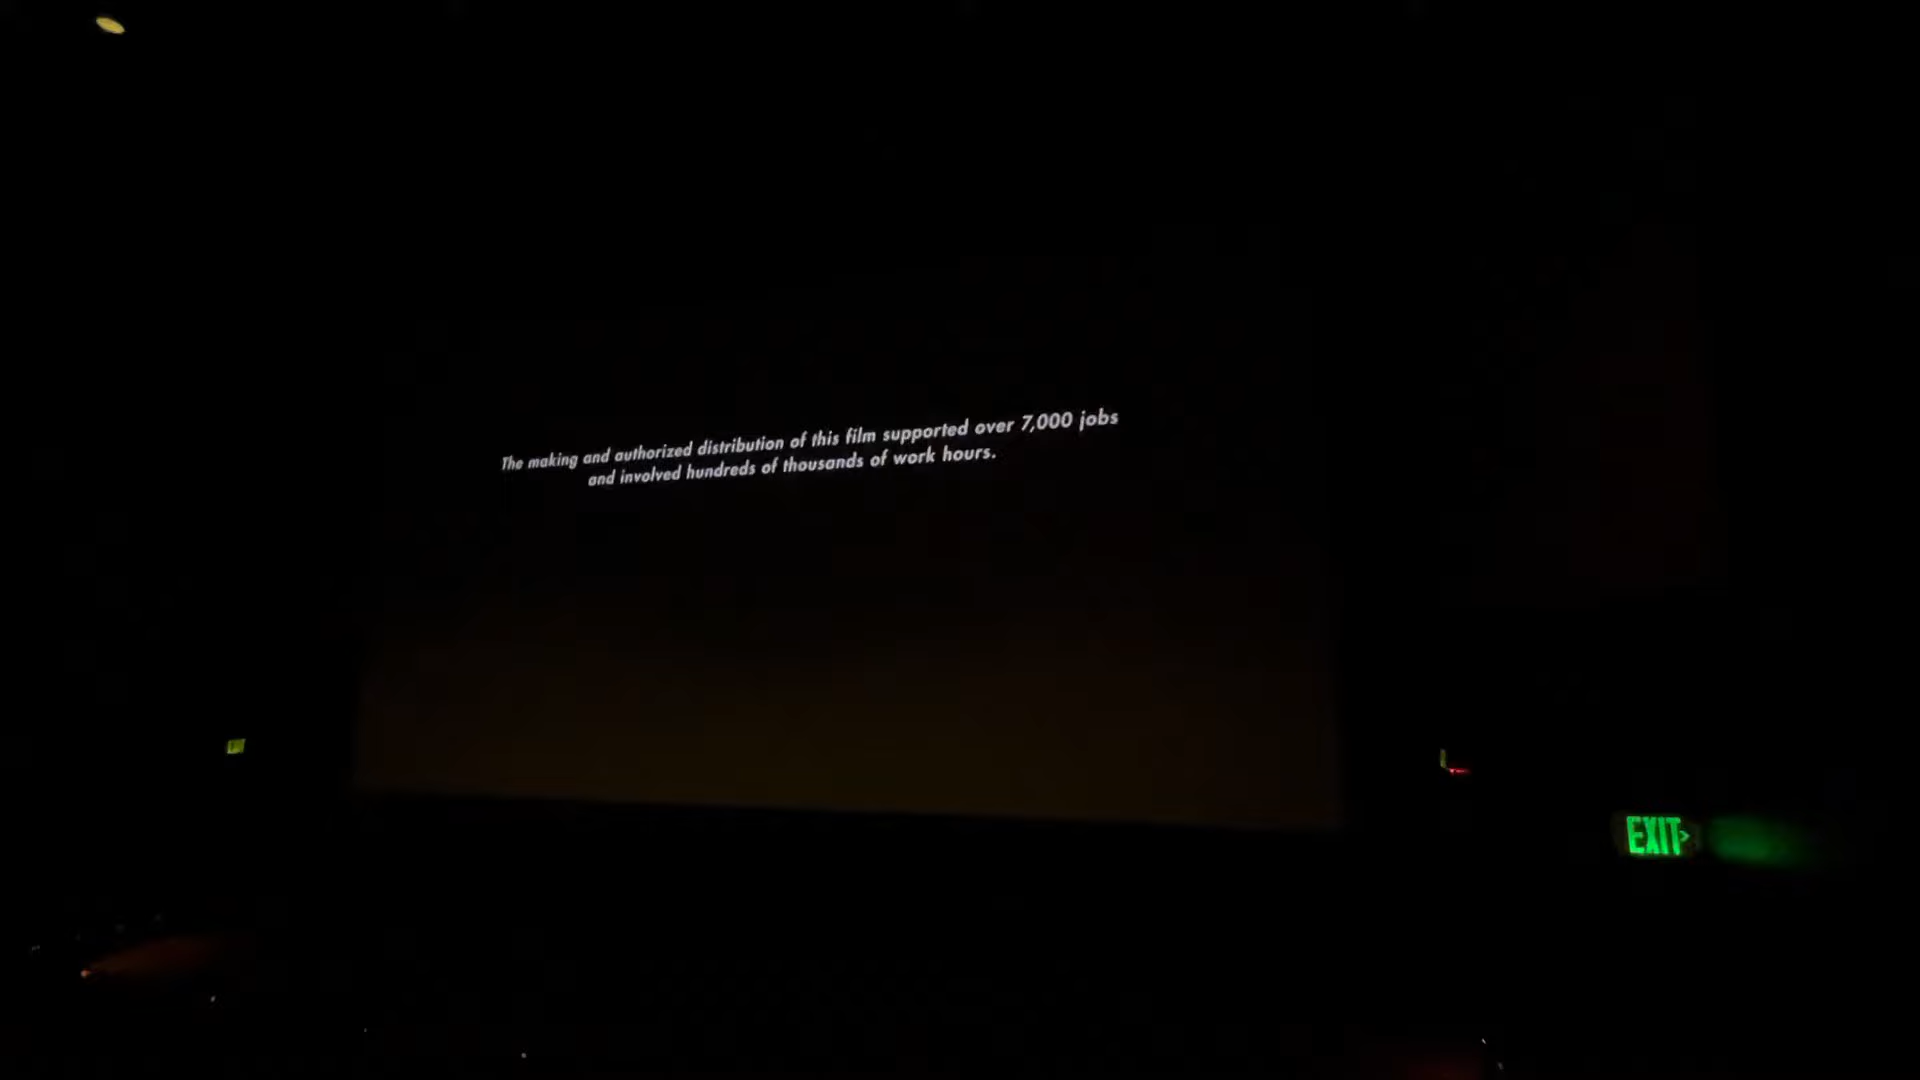 The making and authorized distribution of this film supported over 7,000 jobs
and involved hundreds of thousands of work hours.
EXIT